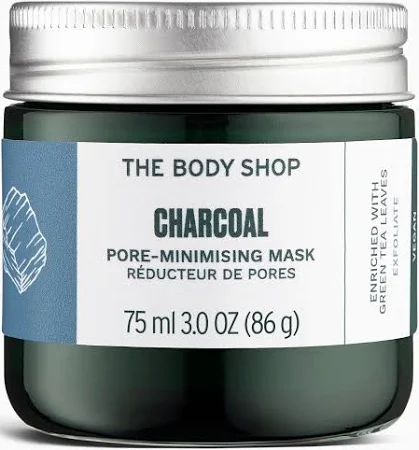 THE BODY SHOP
CHARCOAL
PORE-MINIMISING MASK
RÉDUCTEUR DE PORES
75 ml 3.0 OZ (86 g)
ENRICHED WITH
GREEN TEA LEAVES
EXFOLIATE
VEGAN